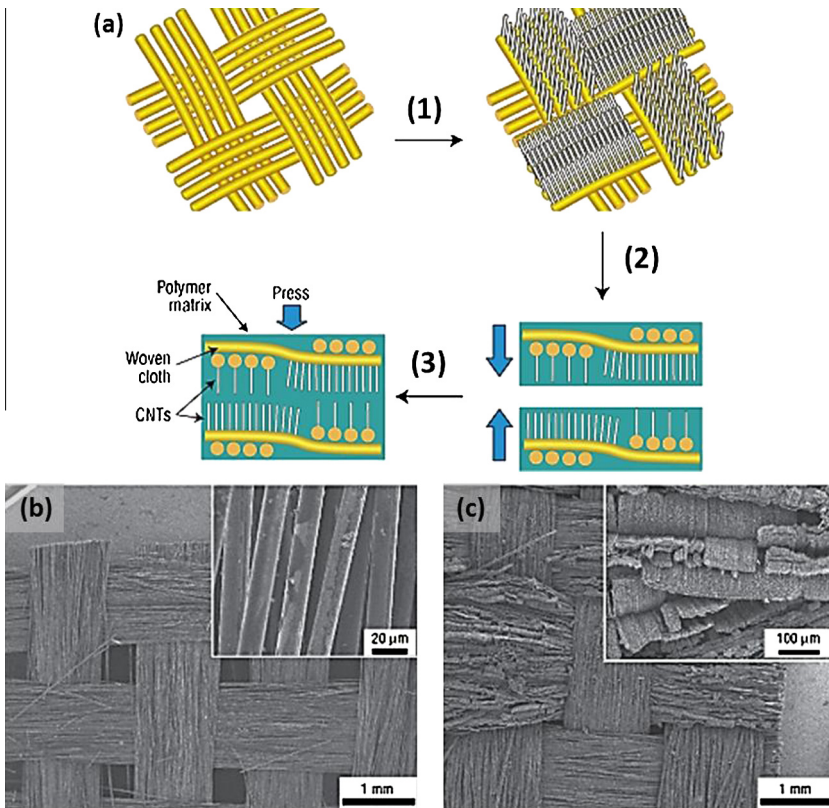 (a)
(1)
(2)
Polymer
matrix
Press
Woven
cloth
CNTs
(3)
(b)
20 µm
1 mm
(c)
100 µm
1 mm